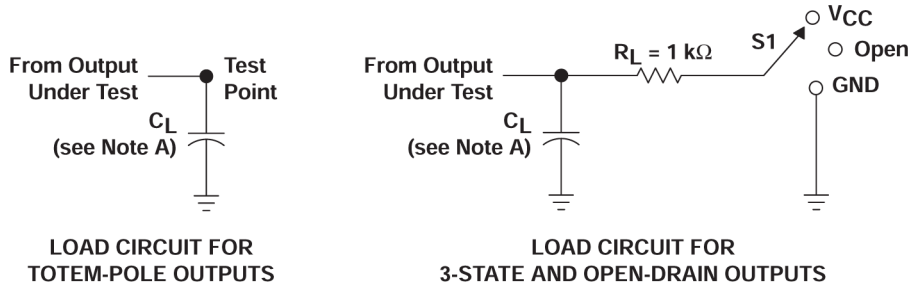 From Output
Under Test
Test
Point
CL
(see Note A)
LOAD CIRCUIT FOR
TOTEM-POLE OUTPUTS
From Output
Under Test
RL = 1 kΩ
S1
VCC
Open
GND
CL
(see Note A)
LOAD CIRCUIT FOR
3-STATE AND OPEN-DRAIN OUTPUTS